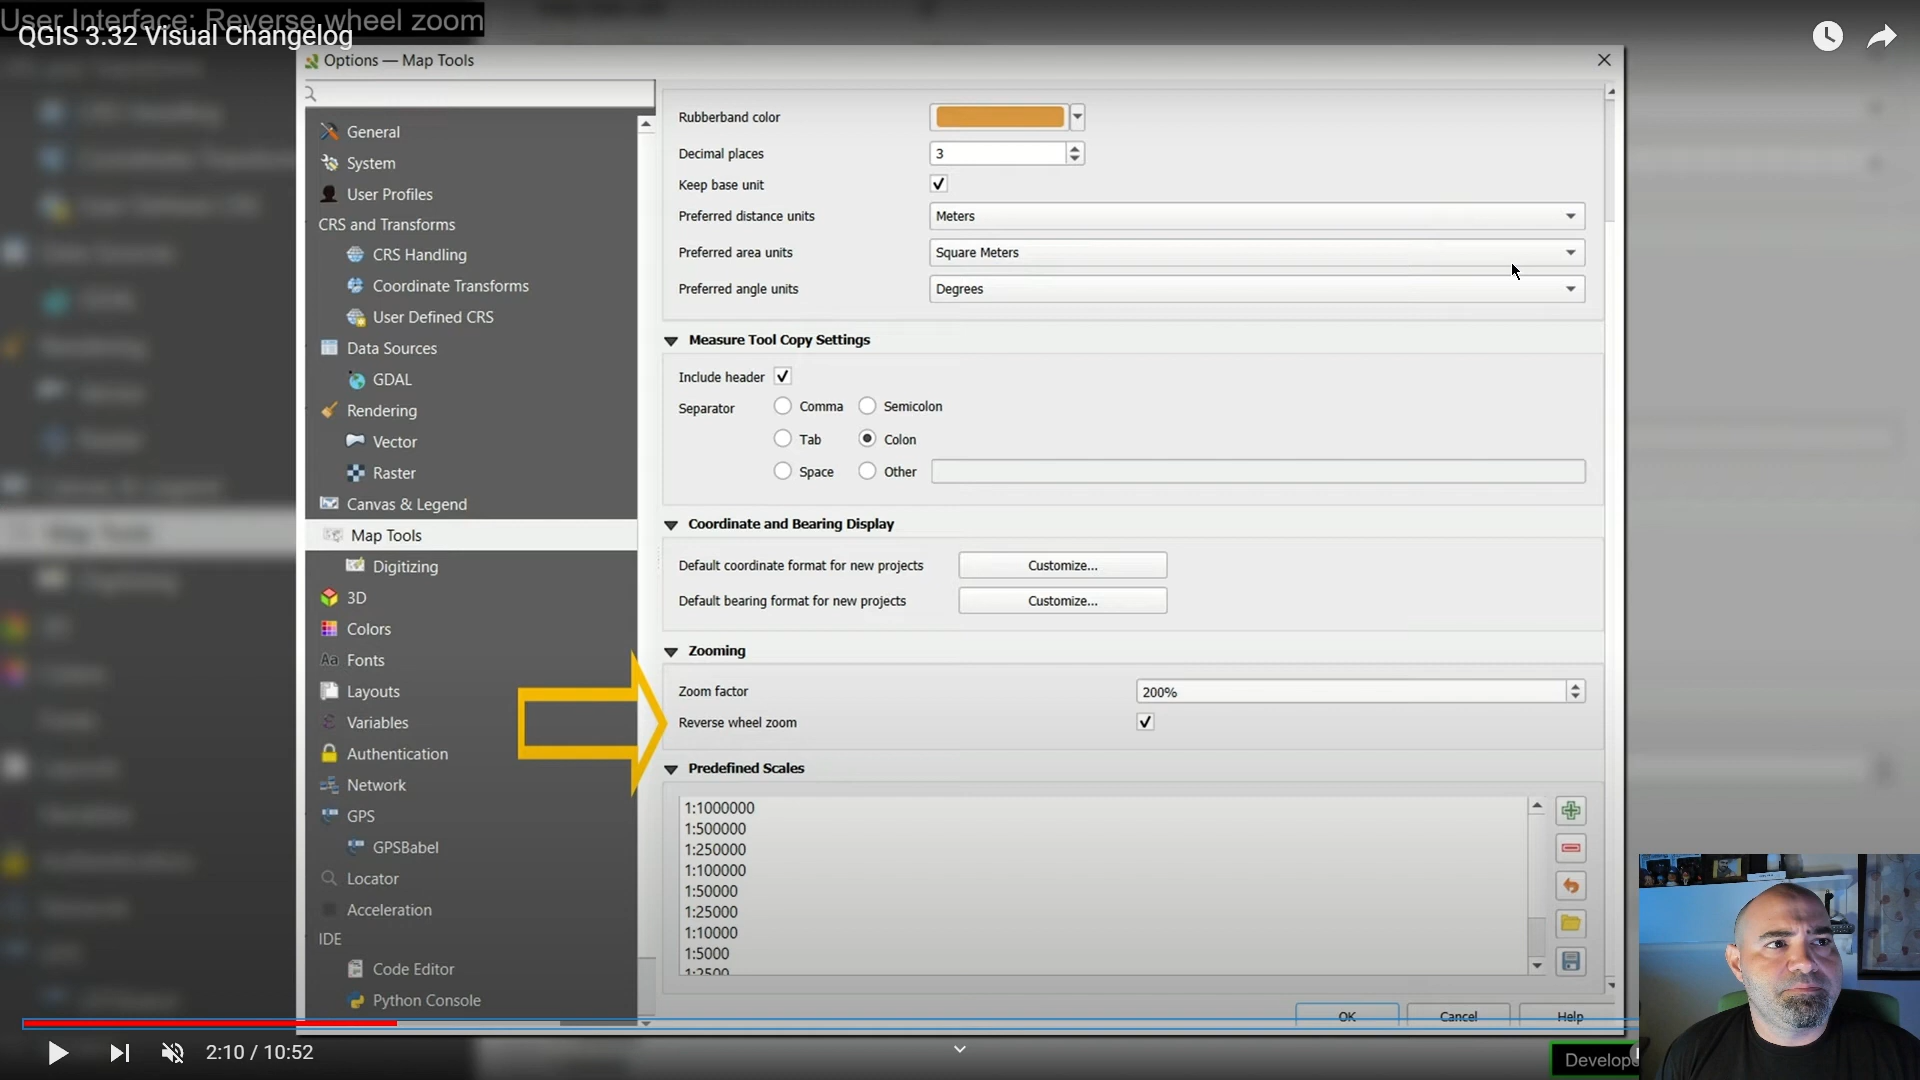 User Interface: Reverse wheel zoom
QGIS 3.32 Visual Changelog
Options — Map Tools
General
System
User Profiles
CRS and Transforms
CRS Handling
Coordinate Transforms
User Defined CRS
Data Sources
GDAL
Rendering
Vector
Raster
Canvas & Legend
Map Tools
Digitizing
3D
Colors
Aa Fonts
Layouts
Variables
Authentication
Network
GPS
GPSBabel
Locator
Acceleration
IDE
Code Editor
Python Console
Rubberband color
Decimal places 3
Keep base unit
Preferred distance units Meters
Preferred area units Square Meters
Preferred angle units Degrees
Measure Tool Copy Settings
Include header
Separator Comma Semicolon
Tab Colon
Space Other
Coordinate and Bearing Display
Default coordinate format for new projects Customize...
Default bearing format for new projects Customize...
Zooming
Zoom factor 200%
Reverse wheel zoom
Predefined Scales
1:1000000
1:500000
1:250000
1:100000
1:50000
1:25000
1:10000
1:5000
1:2500
OK Cancel Help
2:10 / 10:52